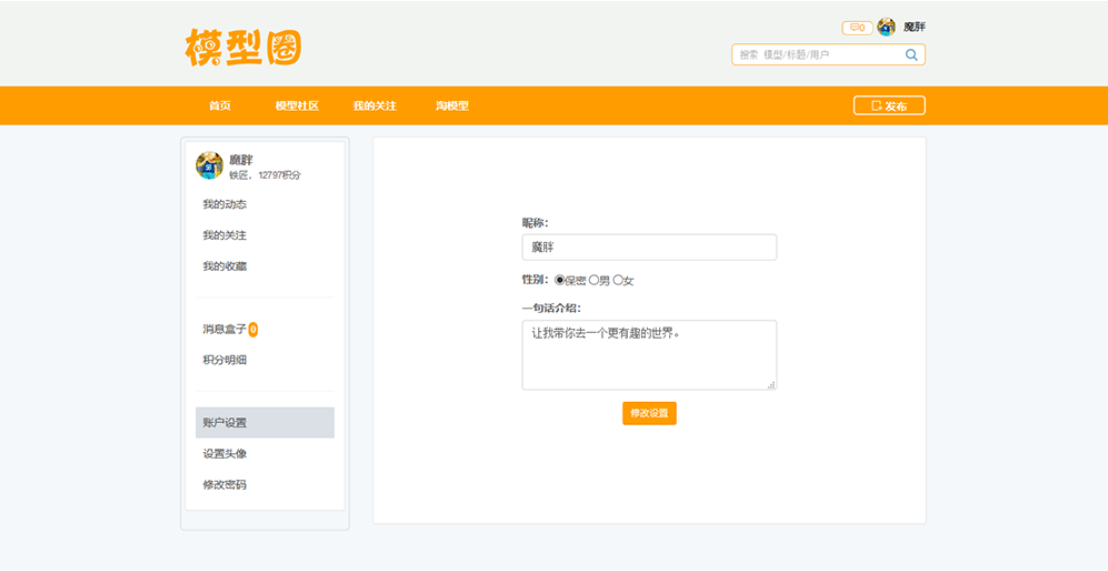 模型圈
0
魔胖
搜索 模型/标题/用户
首页 模型社区 我的关注 淘模型 发布
魔胖
铁匠，12797积分
我的动态
我的关注
我的收藏
消息盒子 0
积分明细
账户设置
设置头像
修改密码
昵称：
魔胖
性别： 保密 男 女
一句话介绍：
让我带你去一个更有趣的世界。
修改设置